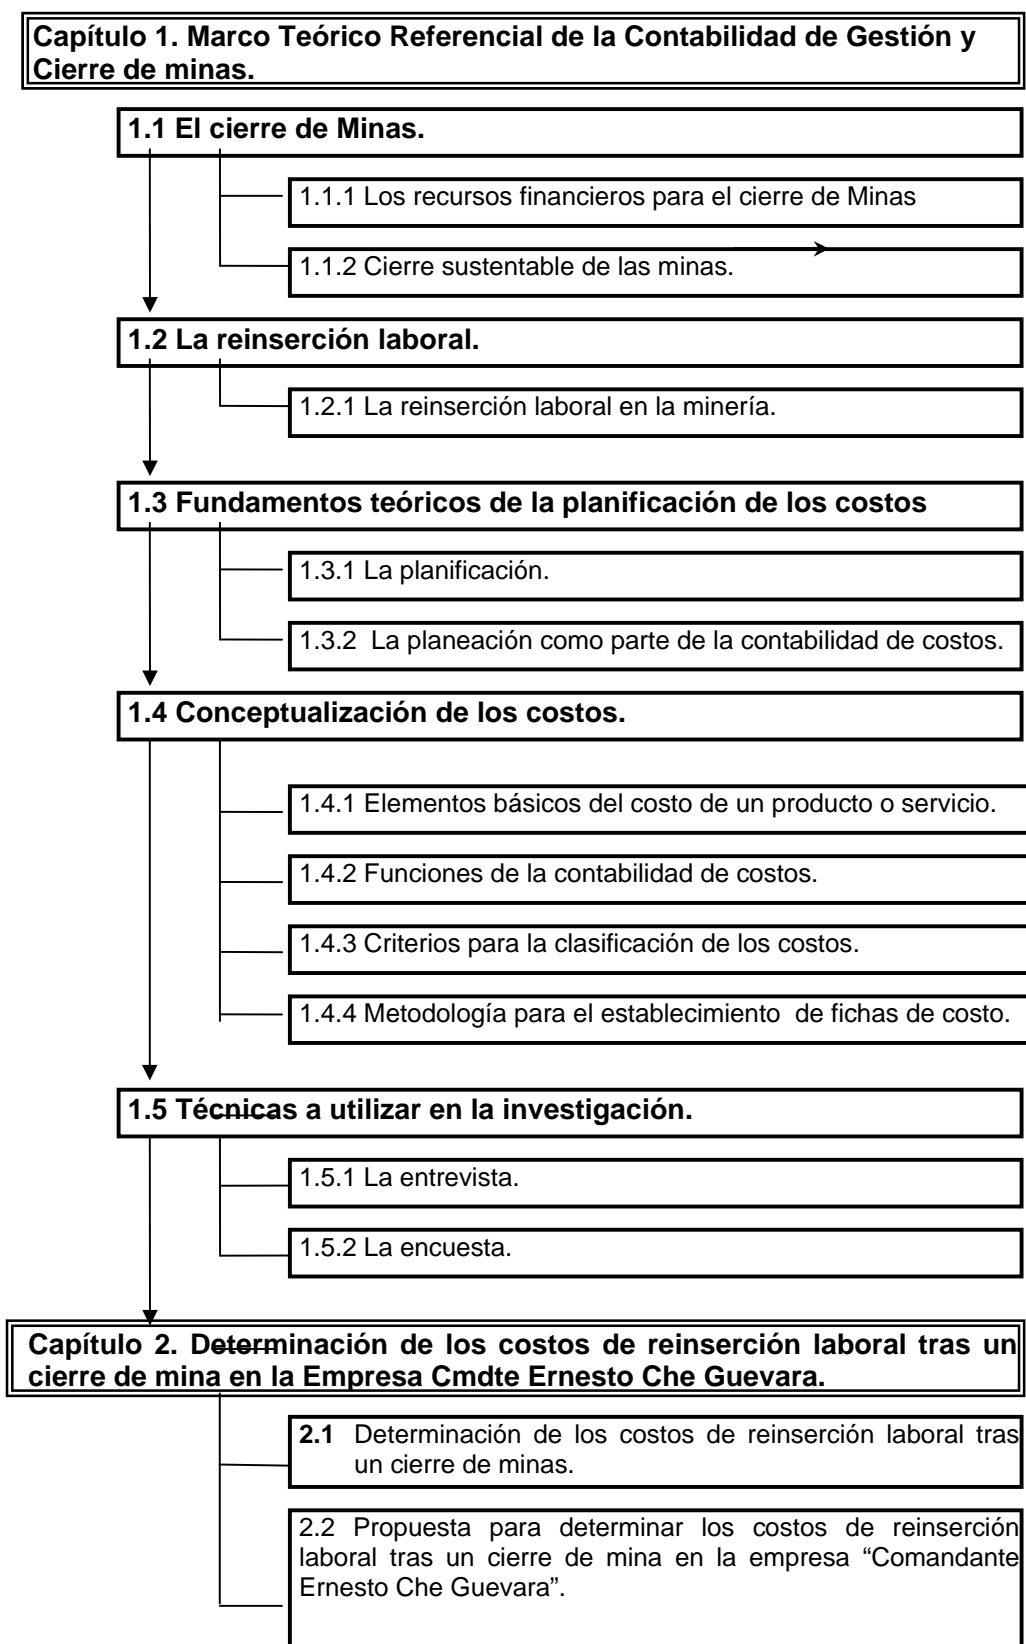 Capítulo 1. Marco Teórico Referencial de la Contabilidad de Gestión y
Cierre de minas.
1.1 El cierre de Minas.
1.1.1 Los recursos financieros para el cierre de Minas
1.1.2 Cierre sustentable de las minas.
1.2 La reinserción laboral.
1.2.1 La reinserción laboral en la minería.
1.3 Fundamentos teóricos de la planificación de los costos
1.3.1 La planificación.
1.3.2 La planeación como parte de la contabilidad de costos.
1.4 Conceptualización de los costos.
1.4.1 Elementos básicos del costo de un producto o servicio.
1.4.2 Funciones de la contabilidad de costos.
1.4.3 Criterios para la clasificación de los costos.
1.4.4 Metodología para el establecimiento de fichas de costo.
1.5 Técnicas a utilizar en la investigación.
1.5.1 La entrevista.
1.5.2 La encuesta.
Capítulo 2. Determinación de los costos de reinserción laboral tras un
cierre de mina en la Empresa Cmdte Ernesto Che Guevara.
2.1 Determinación de los costos de reinserción laboral tras
un cierre de minas.
2.2 Propuesta para determinar los costos de reinserción
laboral tras un cierre de mina en la empresa “Comandante
Ernesto Che Guevara”.